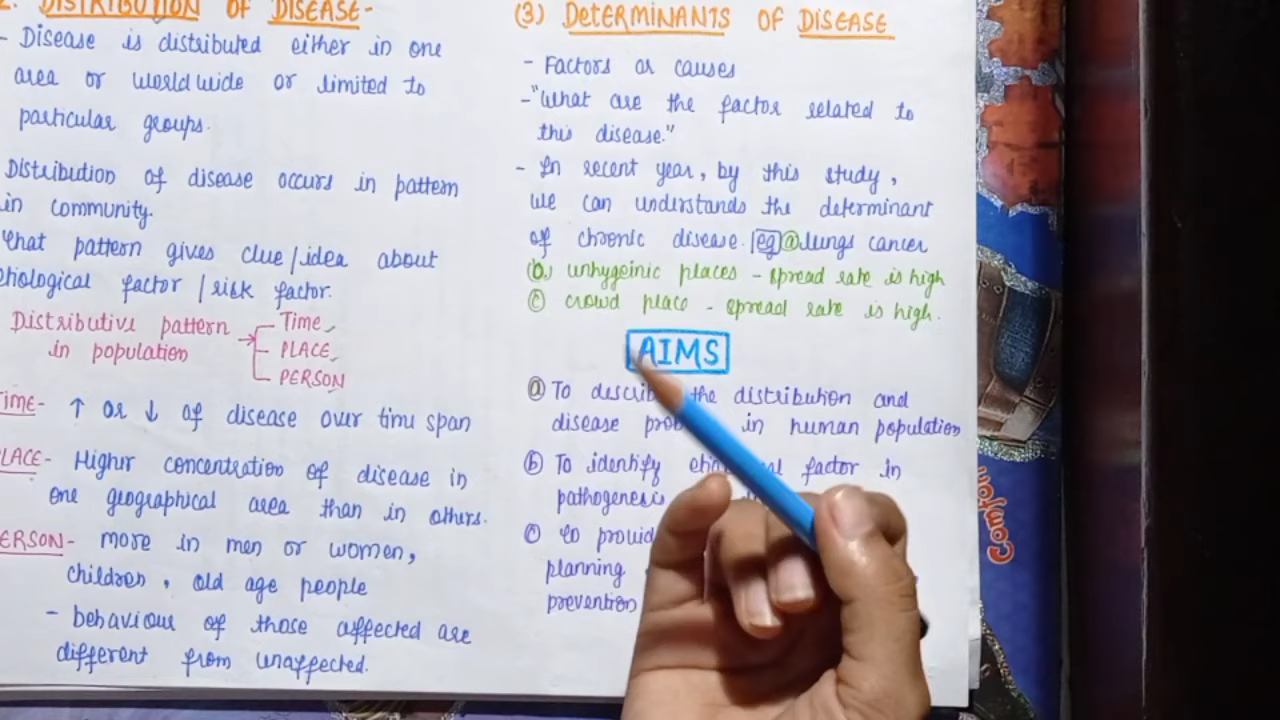 2. DISTRIBUTION OF DISEASE-
- Disease is distributed either in one
area or world wide or limited to
particular groups.
Distribution of disease occurs in pattern
in community.
that pattern gives clue/idea about
etiological factor / risk factor.
Distributive pattern
in population
Time
PLACE
PERSON
TIME- ↑ or ↓ of disease over time span
PLACE- Higher concentration of disease in
one geographical area than in others.
PERSON- more in men or women,
children, old age people
- behaviour of those affected are
different from unaffected.
(3) DETERMINANTS OF DISEASE
- Factors or causes
- "What are the factor related to
this disease."
- In recent year, by this study,
we can understands the determinant
of chronic disease. eg @ lungs cancer
(b) unhygeinic places - spread rate is high
(c) crowd place - spread rate is high.
AIMS
(a) To describe the distribution and
disease in human population
(b) To identify factor in
pathogenesis
(c) to
planning
prevention
Comfort